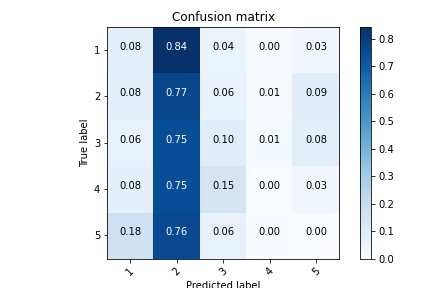 Confusion matrix
1 0.08 0.84 0.04 0.00 0.03
2 0.08 0.77 0.06 0.01 0.09
3 0.06 0.75 0.10 0.01 0.08
4 0.08 0.75 0.15 0.00 0.03
5 0.18 0.76 0.06 0.00 0.00
True label
1 2 3 4 5
Predicted label
0.8
0.7
0.6
0.5
0.4
0.3
0.2
0.1
0.0